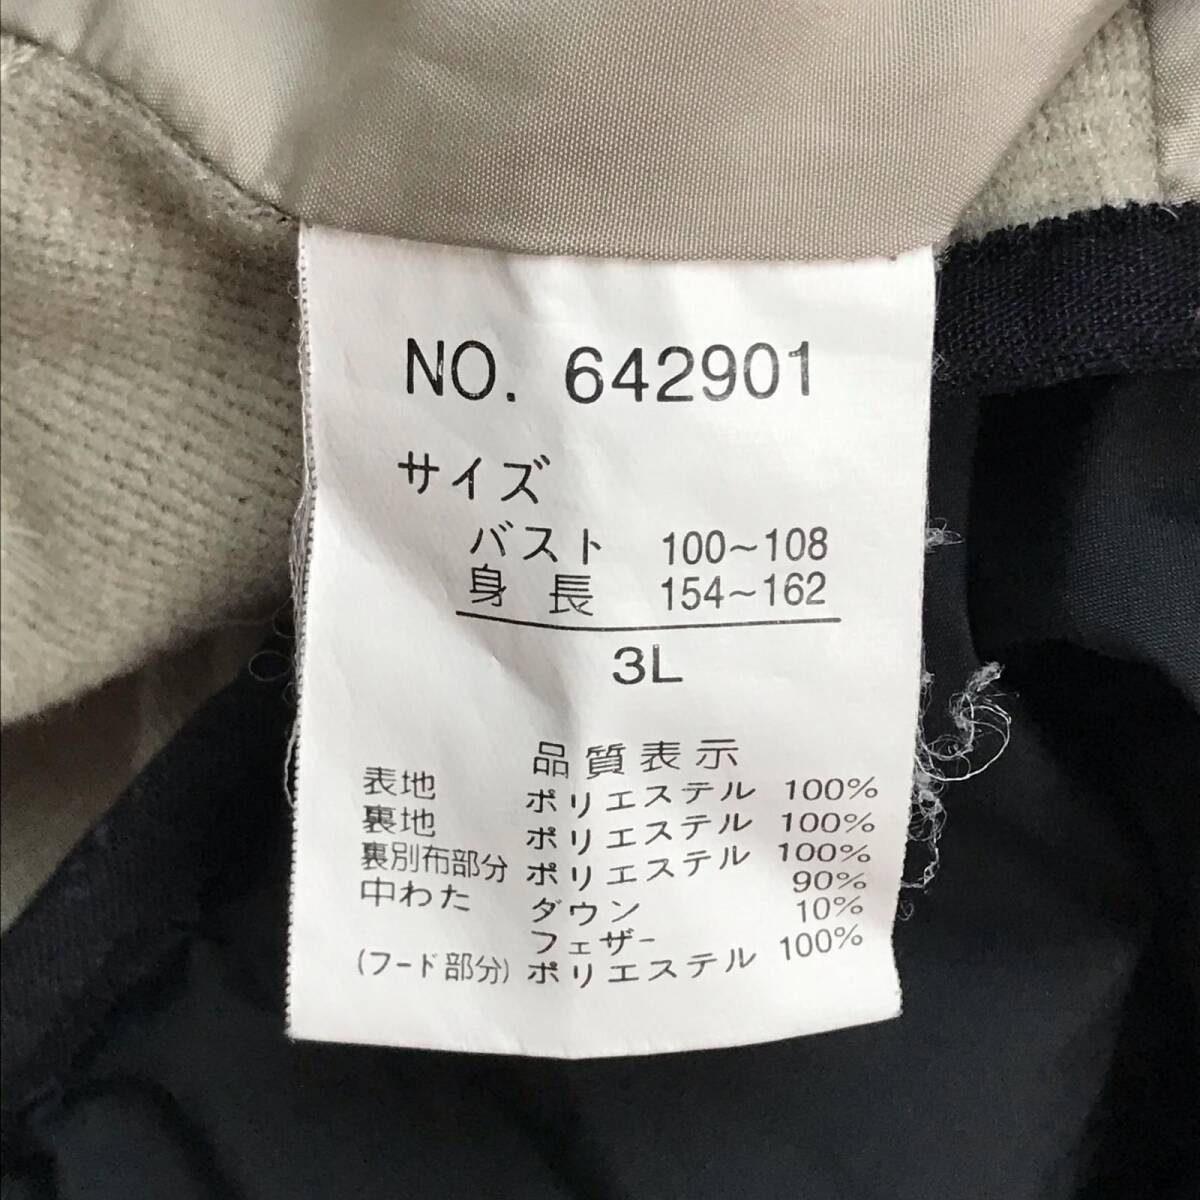 NO. 642901
サイズ
バスト 100~108
身長 154~162
3L
品質表示
表地 ポリエステル 100%
裏地 ポリエステル 100%
裏別布部分 ポリエステル 100%
中わた ダウン 90%
フェザー 10%
(フード部分) ポリエステル 100%